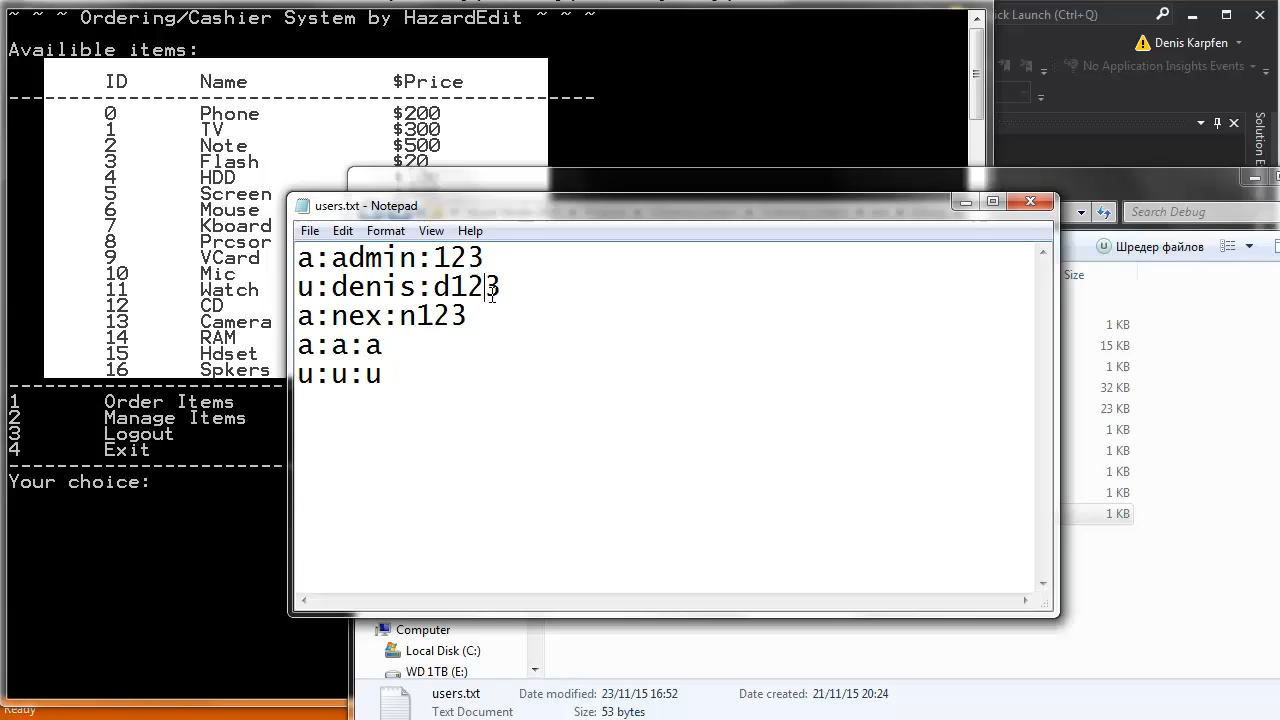 ~ ~ ~ Ordering/Cashier System by HazardEdit ~ ~ ~
Availible items:
ID Name $Price
0 Phone $200
1 TV $300
2 Note $500
3 Flash $20
4 HDD
5 Screen
6 Mouse
7 Kboard
8 Prcsor
9 VCard
10 Mic
11 Watch
12 CD
13 Camera
14 RAM
15 Hdset
16 Spkers
1 Order Items
2 Manage Items
3 Logout
4 Exit
Your choice:
Ready
ick Launch (Ctrl+Q)
Denis Karpfen
No Application Insights Events
Solution E
users.txt - Notepad
File Edit Format View Help
a:admin:123
u:denis:d123
a:nex:n123
a:a:a
u:u:u
Search Debug
Шредер файлов
Size
1 KB
15 KB
1 KB
32 KB
23 KB
1 KB
1 KB
1 KB
1 KB
1 KB
Computer
Local Disk (C:)
WD 1TB (E:)
users.txt Date modified: 23/11/15 16:52 Date created: 21/11/15 20:24
Text Document Size: 53 bytes